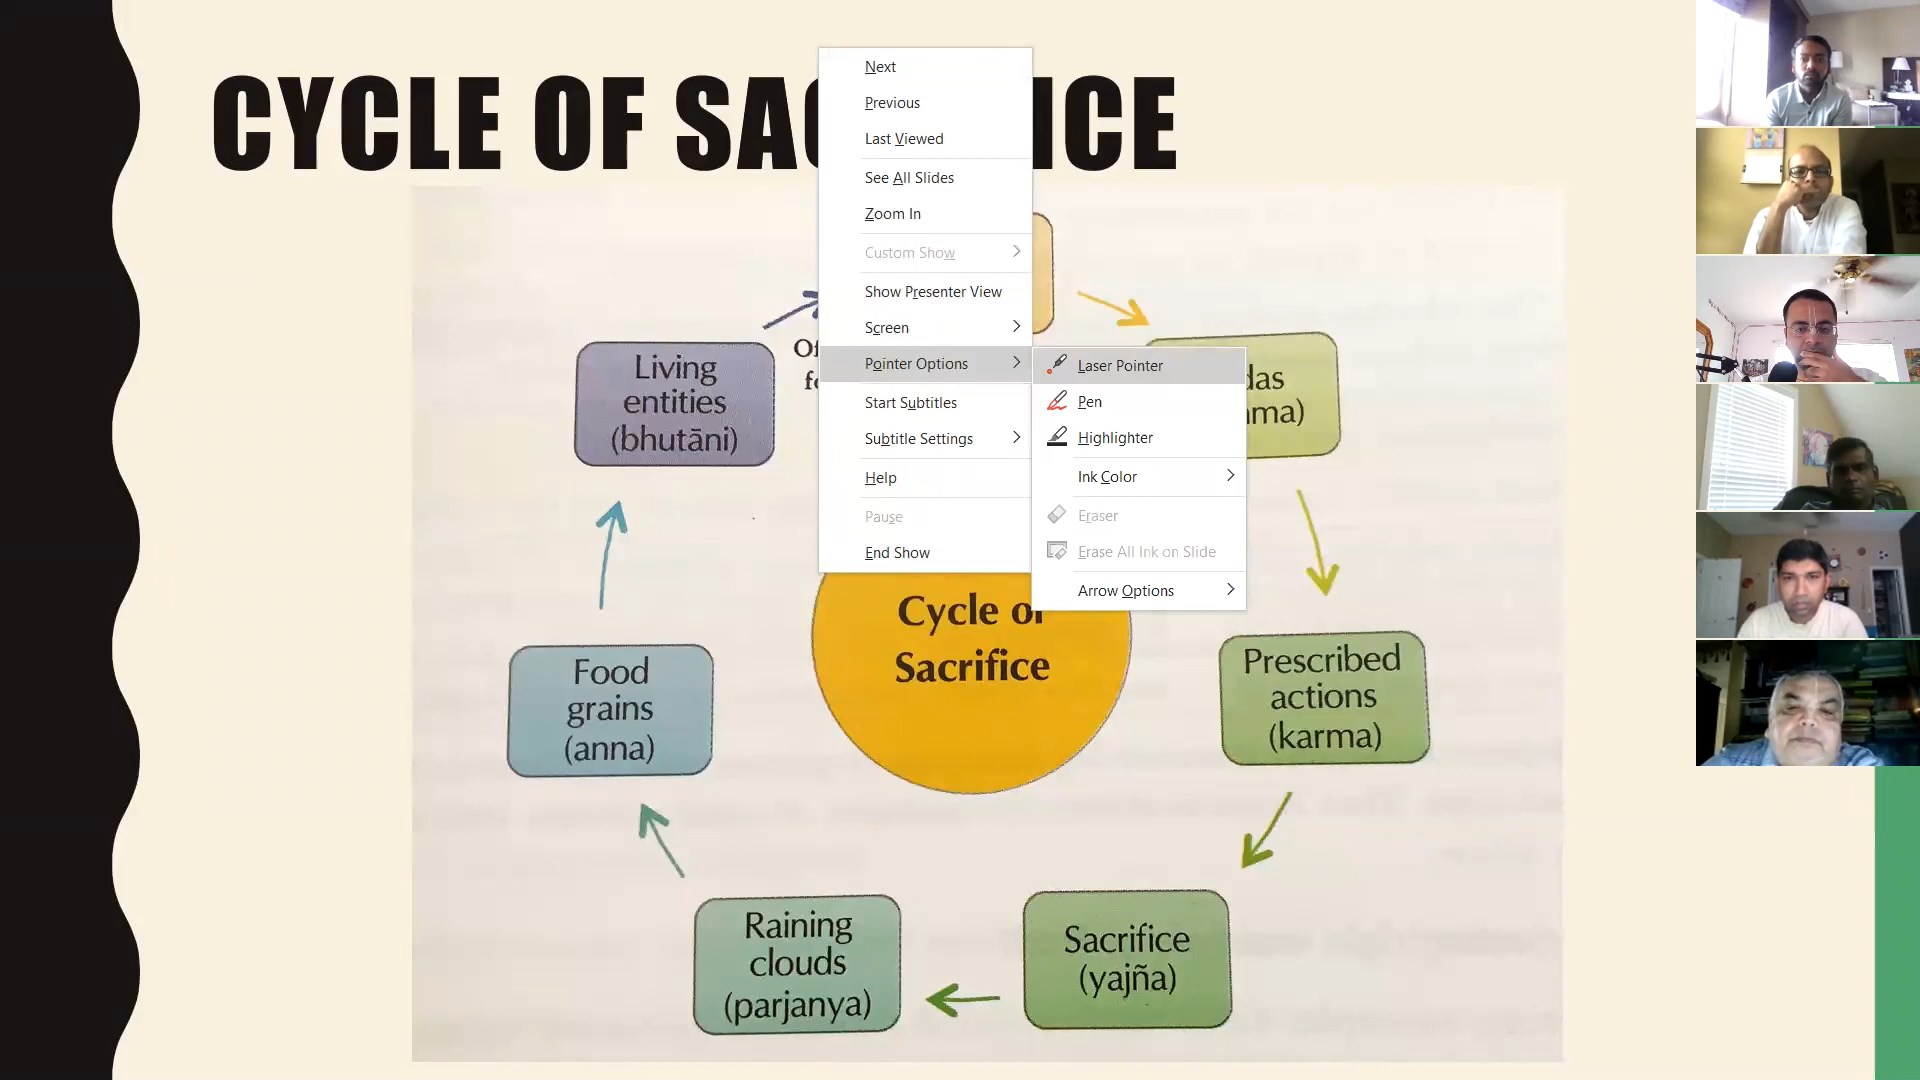 CYCLE OF SA
ICE
Next
Previous
Last Viewed
See All Slides
Zoom In
Custom Show
Show Presenter View
Screen
Pointer Options
Start Subtitles
Subtitle Settings
Help
Pause
End Show
Laser Pointer
Pen
Highlighter
Ink Color
Eraser
Erase All Ink on Slide
Arrow Options
Living
entities
(bhutāni)
Prescribed
actions
(karma)
Cycle of
Sacrifice
Food
grains
(anna)
Sacrifice
(yajña)
Raining
clouds
(parjanya)